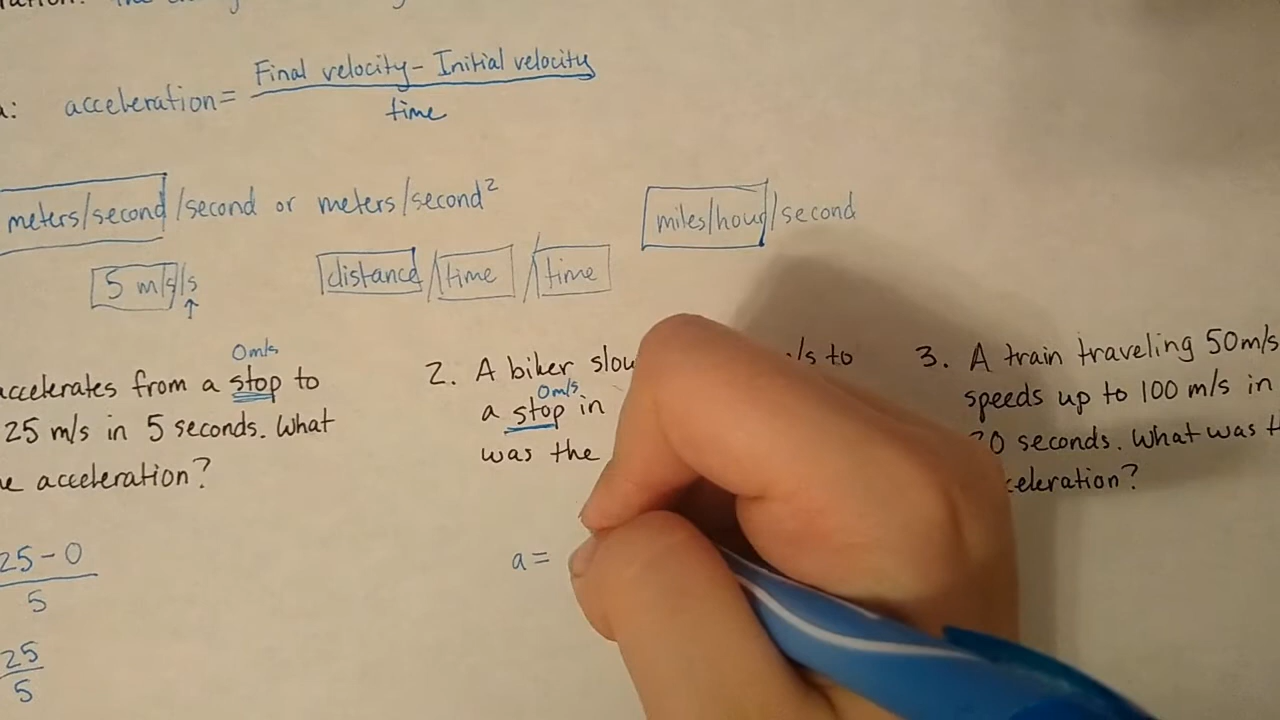 Final velocity - Initial velocity
acceleration =
time
meters/second/second or meters/second²
miles/hour/second
5 m/s/s
distance/time/time
↑
0m/s
accelerates from a stop to
25 m/s in 5 seconds. What
acceleration?
25 - 0
5
25
5
2. A biker to
0m/s
a stop in
was the
a =
3. A train traveling 50m/s
speeds up to 100 m/s in
seconds. What was